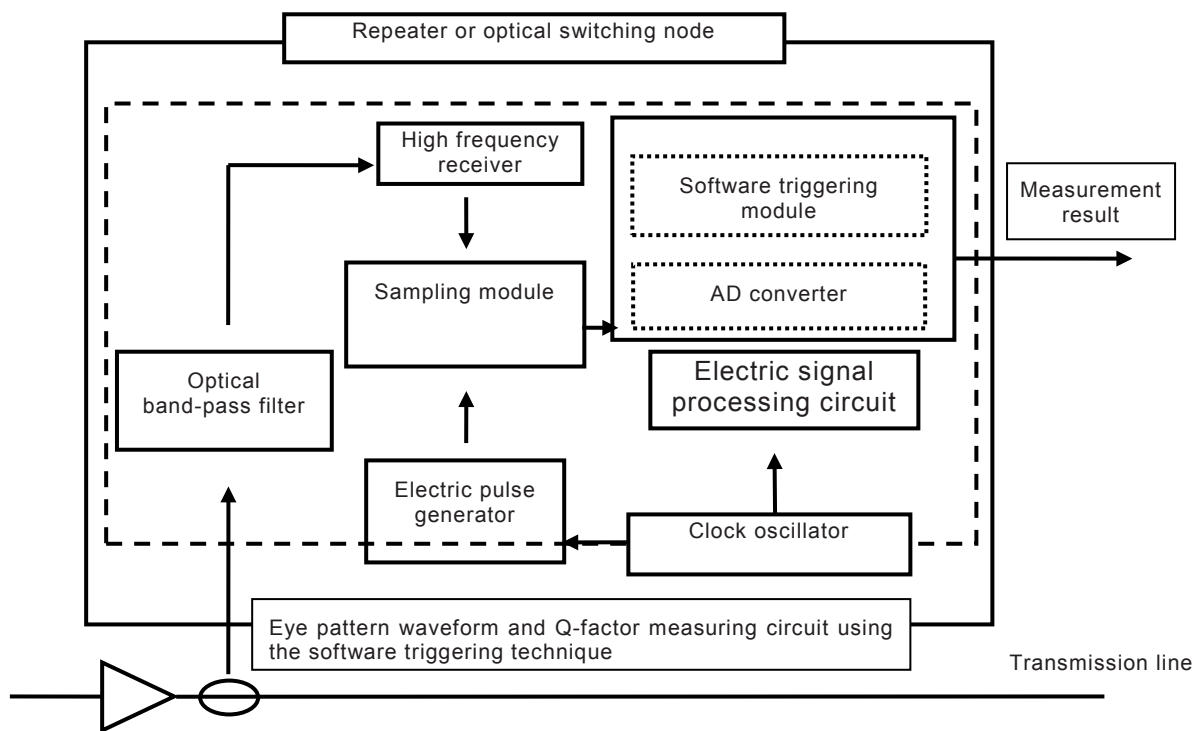 Repeater or optical switching node
High frequency
receiver
Software triggering
module
Measurement
result
Sampling module
AD converter
Optical
band-pass filter
Electric signal
processing circuit
Electric pulse
generator
Clock oscillator
Eye pattern waveform and Q-factor measuring circuit using
the software triggering technique
Transmission line